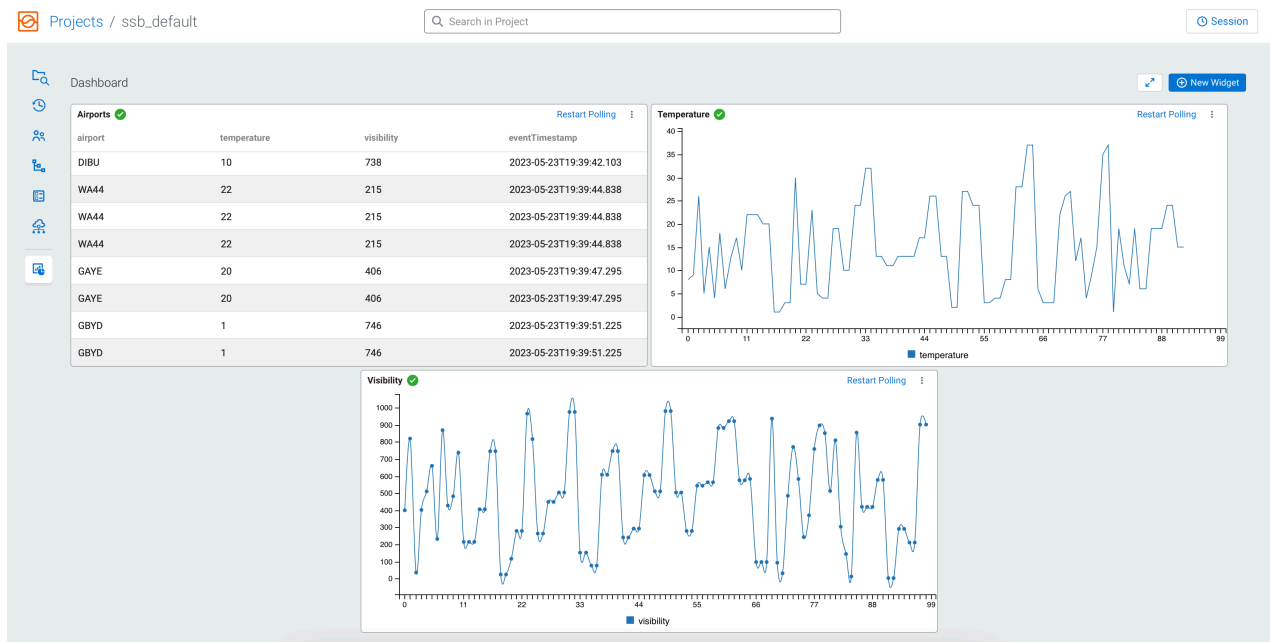 Projects / ssb_default
Search in Project
Session
Dashboard
New Widget
Airports
Restart Polling
airport temperature visibility eventTimestamp
DIBU 10 738 2023-05-23T19:39:42.103
WA44 22 215 2023-05-23T19:39:44.838
WA44 22 215 2023-05-23T19:39:44.838
WA44 22 215 2023-05-23T19:39:44.838
GAYE 20 406 2023-05-23T19:39:47.295
GAYE 20 406 2023-05-23T19:39:47.295
GBYD 1 746 2023-05-23T19:39:51.225
GBYD 1 746 2023-05-23T19:39:51.225
Temperature
Restart Polling
40
35
30
25
20
15
10
5
0
0 11 22 33 44 55 66 77 88 99
temperature
Visibility
Restart Polling
1000
900
800
700
600
500
400
300
200
100
0
0 11 22 33 44 55 66 77 88 99
visibility